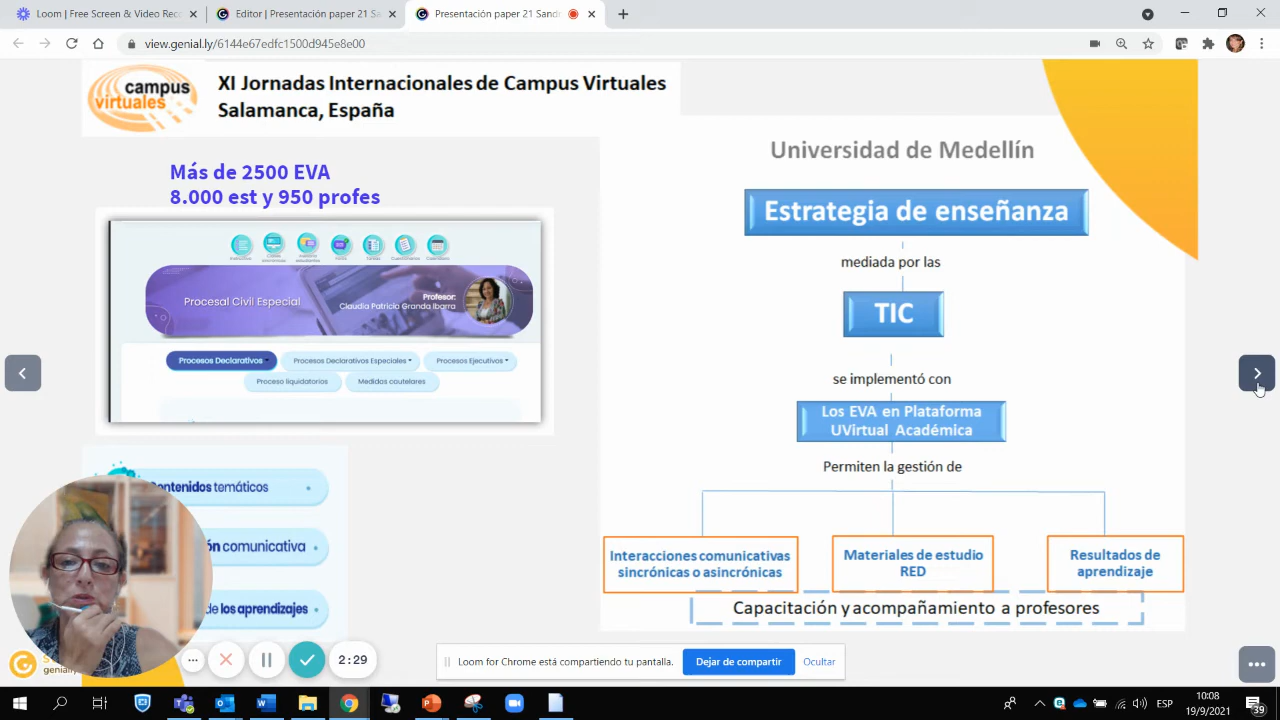 Loom | Free Screen & Video Rec
Editor | Presentación paper 21 Sa
Presentación paper 21 Sand
view.genial.ly/6144e67edfc1500d945e8e00
campus
virtuales
XI Jornadas Internacionales de Campus Virtuales
Salamanca, España
Más de 2500 EVA
8.000 est y 950 profes
Procesal Civil Especial
Profesor:
Claudia Patricia Granda Ibarra
Procesos Declarativos
Procesos Declarativos Especiales
Procesos Ejecutivos
Proceso liquidatorios
Medidas cautelares
Contenidos temáticos
ón comunicativa
de los aprendizajes
Universidad de Medellín
Estrategia de enseñanza
mediada por las
TIC
se implementó con
Los EVA en Plataforma
UVirtual Académica
Permiten la gestión de
Interacciones comunicativas
sincrónicas o asincrónicas
Materiales de estudio
RED
Resultados de
aprendizaje
Capacitación y acompañamiento a profesores
genially
2:29
Loom for Chrome está compartiendo tu pantalla.
Dejar de compartir
Ocultar
ESP
10:08
19/9/2021
39